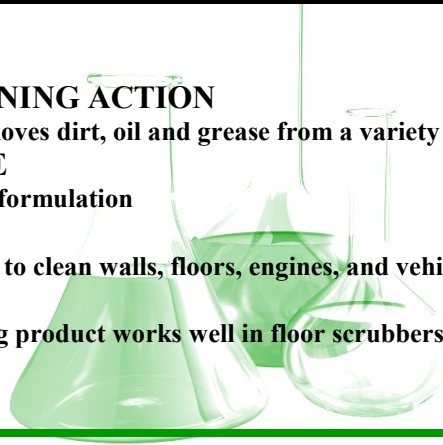 NING ACTION
oves dirt, oil and grease from a variety
E
formulation
to clean walls, floors, engines, and vehi
g product works well in floor scrubbers